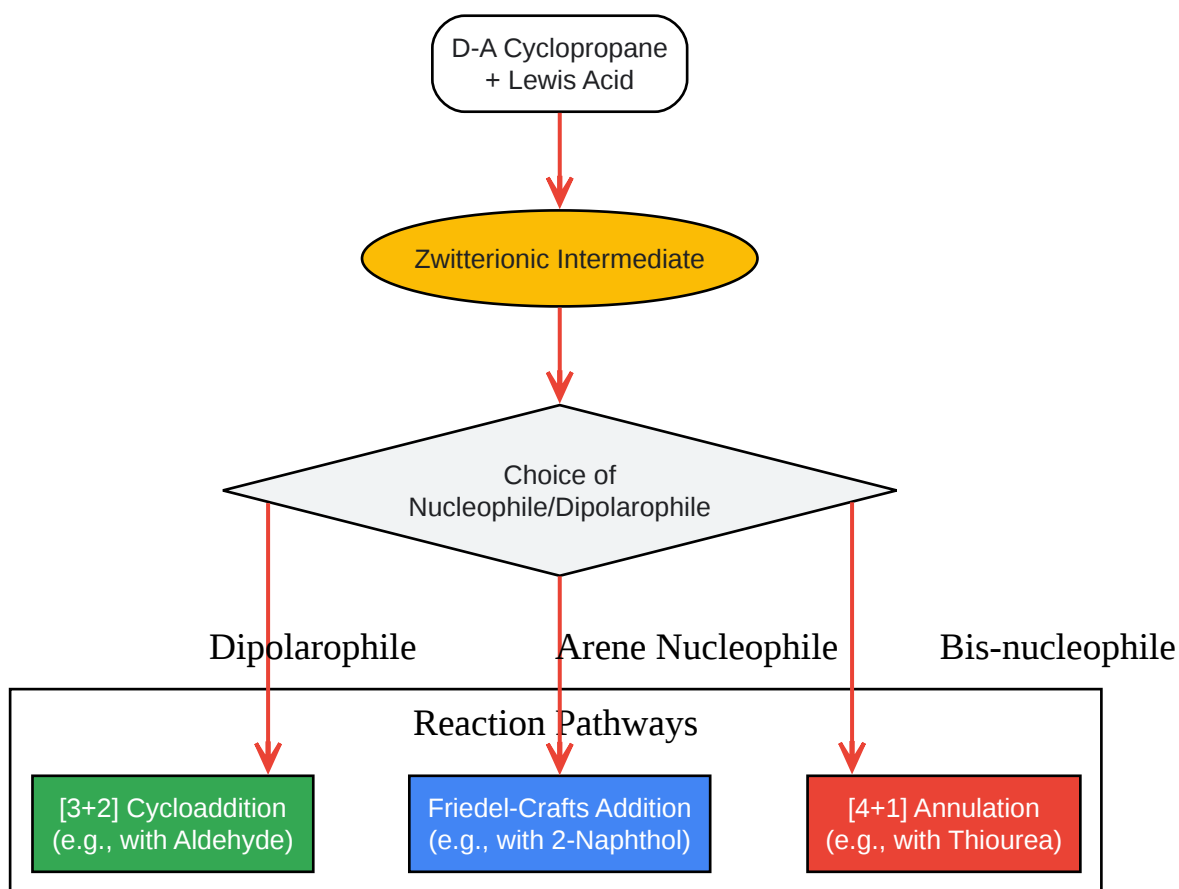 D-A Cyclopropane
+ Lewis Acid
Zwitterionic Intermediate
Choice of
Nucleophile/Dipolarophile
Dipolarophile
Arene Nucleophile
Bis-nucleophile
Reaction Pathways
[3+2] Cycloaddition
(e.g., with Aldehyde)
Friedel-Crafts Addition
(e.g., with 2-Naphthol)
[4+1] Annulation
(e.g., with Thiourea)